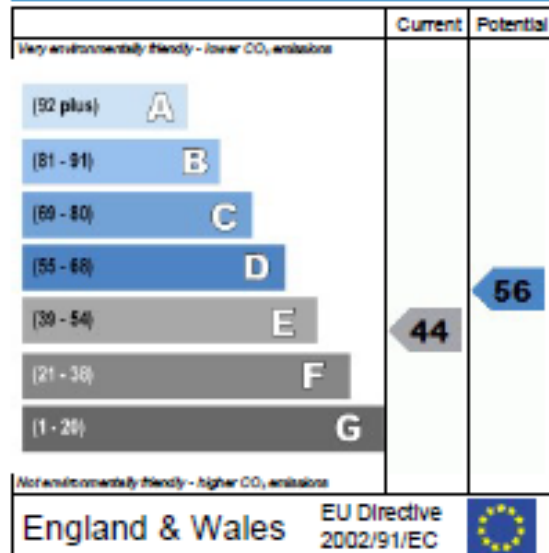 Current Potential
Very environmentally friendly - lower CO₂ emissions
(92 plus) A
(81 - 91) B
(69 - 80) C
(55 - 68) D
(39 - 54) E
(21 - 38) F
(1 - 20) G
44
56
Not environmentally friendly - higher CO₂ emissions
England & Wales
EU Directive
2002/91/EC